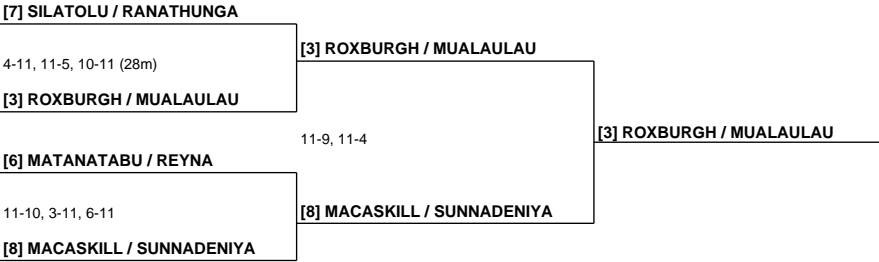 [7] SILATOLU / RANATHUNGA
[3] ROXBURGH / MUALAULAU
4-11, 11-5, 10-11 (28m)
[3] ROXBURGH / MUALAULAU
11-9, 11-4
[3] ROXBURGH / MUALAULAU
[6] MATANATABU / REYNA
11-10, 3-11, 6-11
[8] MACASKILL / SUNNADENIYA
[8] MACASKILL / SUNNADENIYA